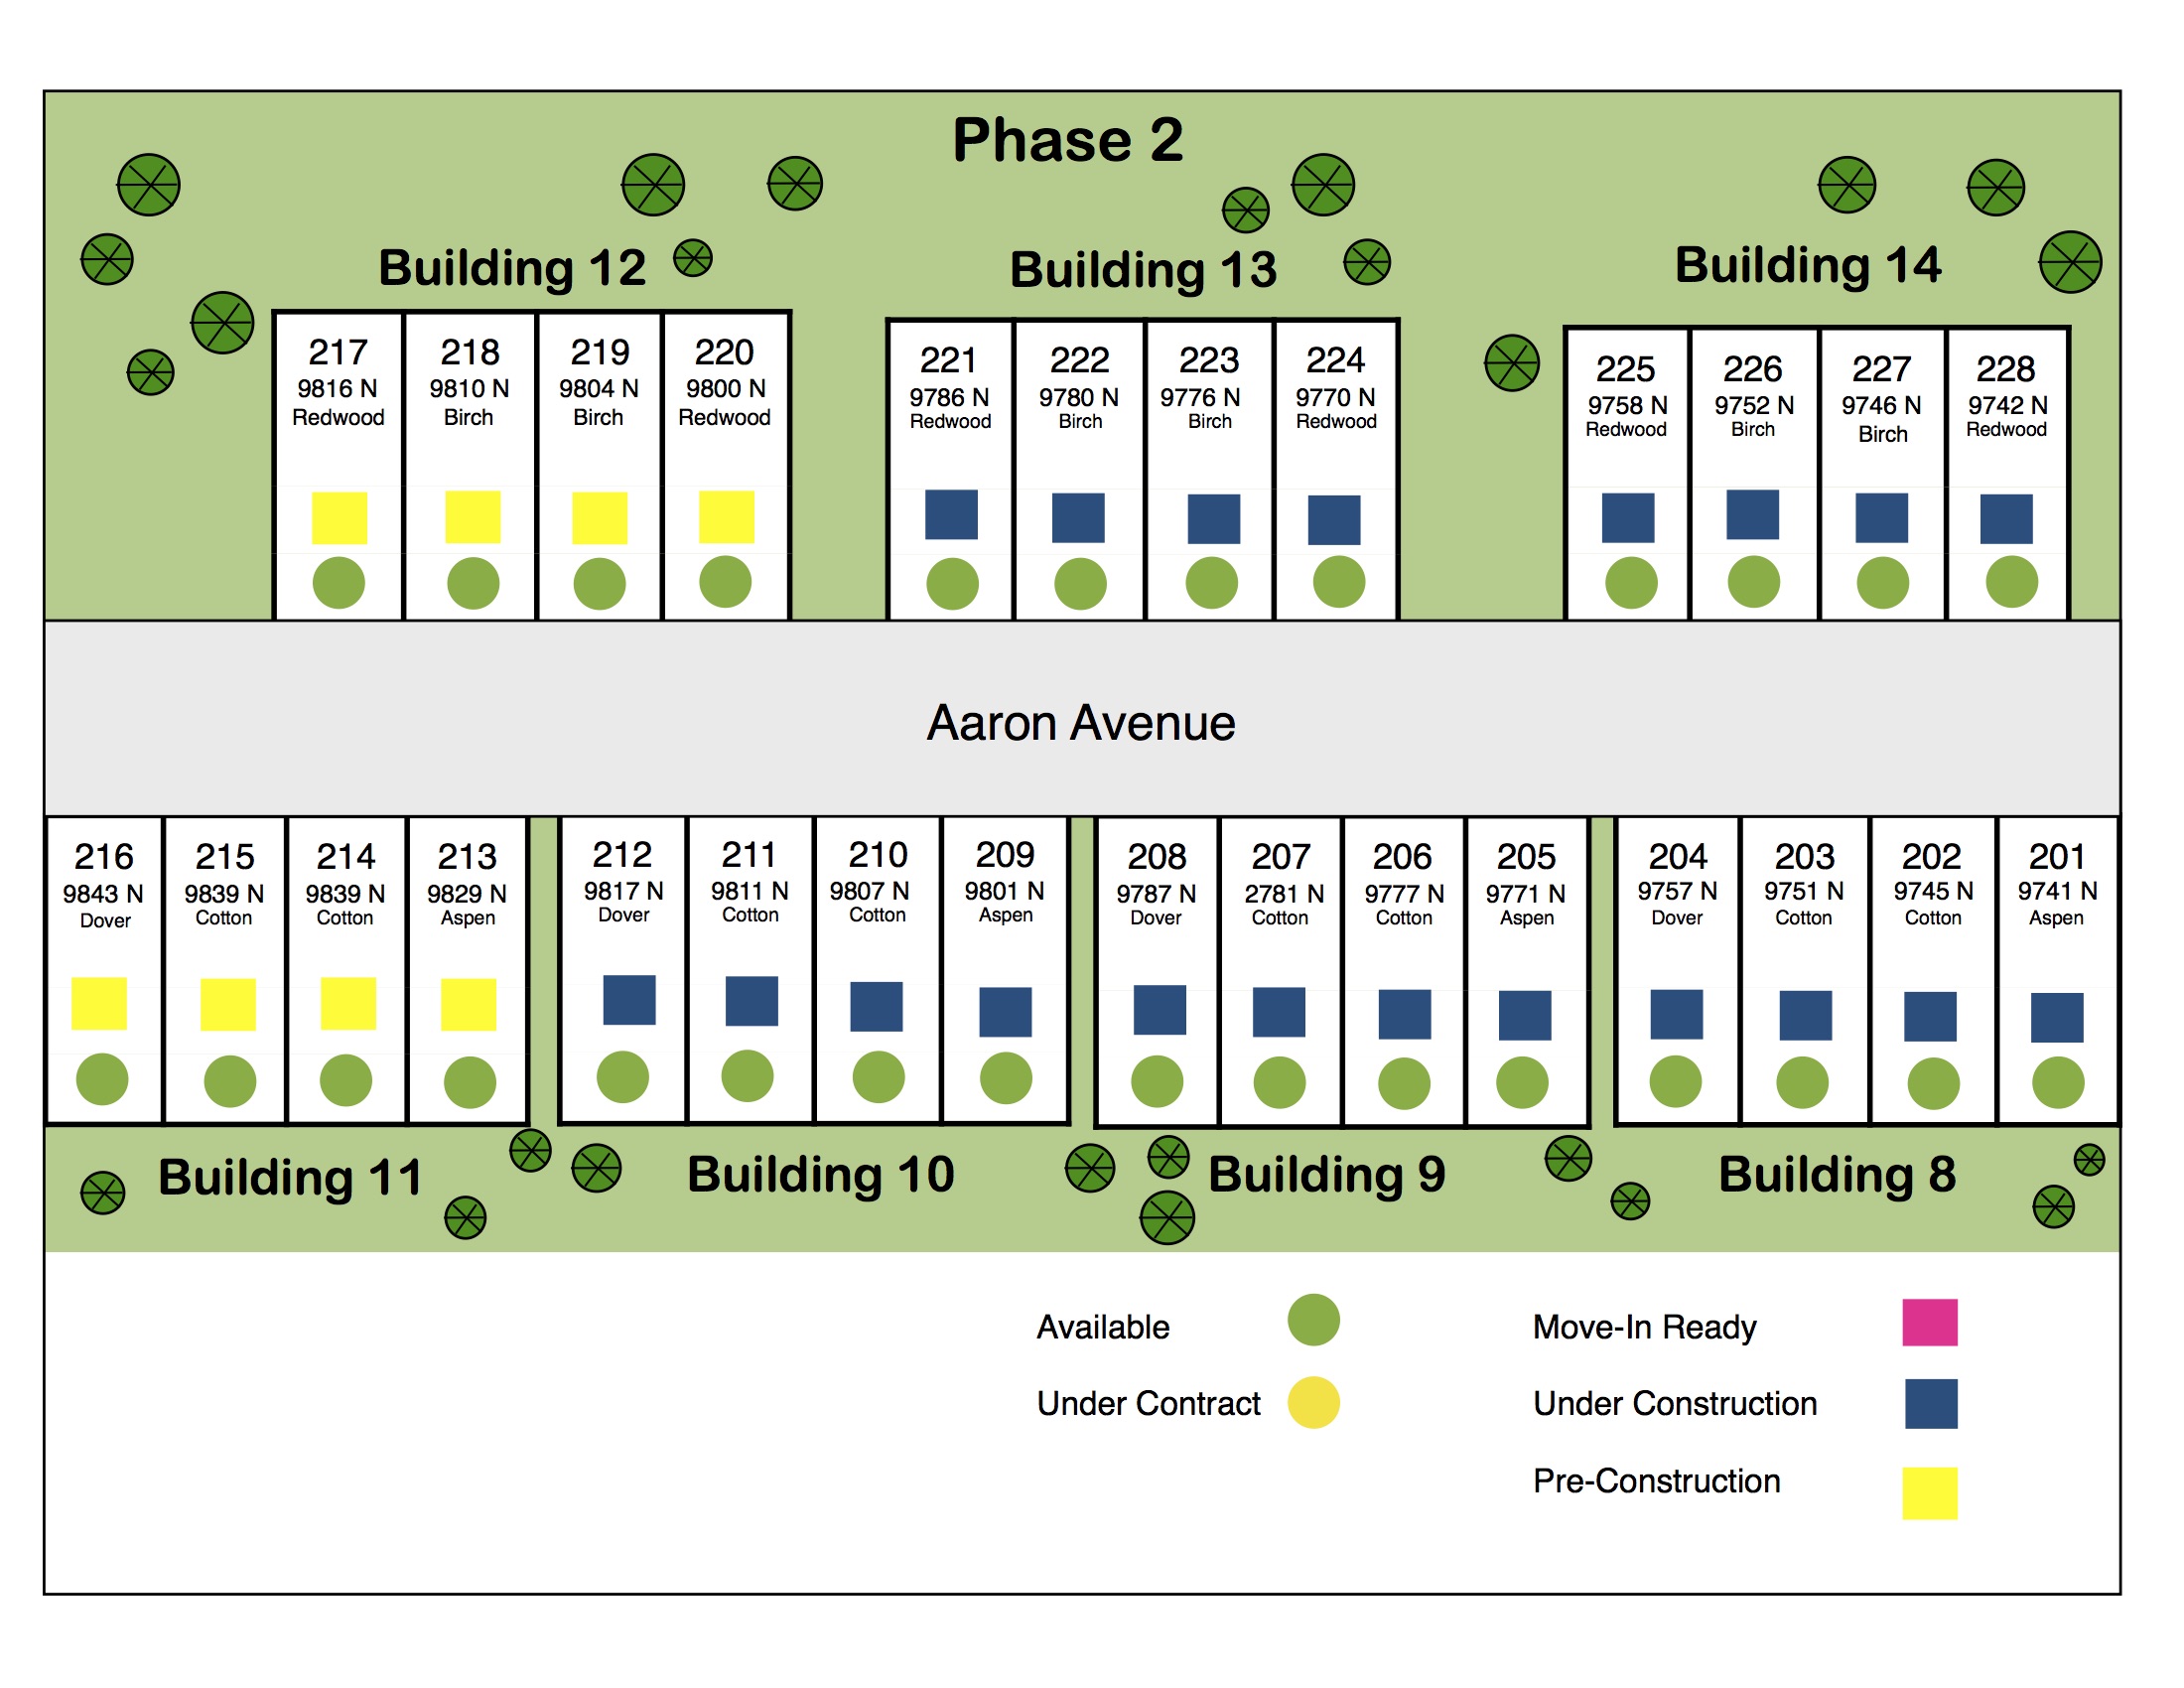 Phase 2
Building 12
Building 13
Building 14
217
9816 N
Redwood
218
9810 N
Birch
219
9804 N
Birch
220
9800 N
Redwood
221
9786 N
Redwood
222
9780 N
Birch
223
9776 N
Birch
224
9770 N
Redwood
225
9758 N
Redwood
226
9752 N
Birch
227
9746 N
Birch
228
9742 N
Redwood
Aaron Avenue
216
9843 N
Dover
215
9839 N
Cotton
214
9839 N
Cotton
213
9829 N
Aspen
212
9817 N
Dover
211
9811 N
Cotton
210
9807 N
Cotton
209
9801 N
Aspen
208
9787 N
Dover
207
2781 N
Cotton
206
9777 N
Cotton
205
9771 N
Aspen
204
9757 N
Dover
203
9751 N
Cotton
202
9745 N
Cotton
201
9741 N
Aspen
Building 11
Building 10
Building 9
Building 8
Available
Under Contract
Move-In Ready
Under Construction
Pre-Construction